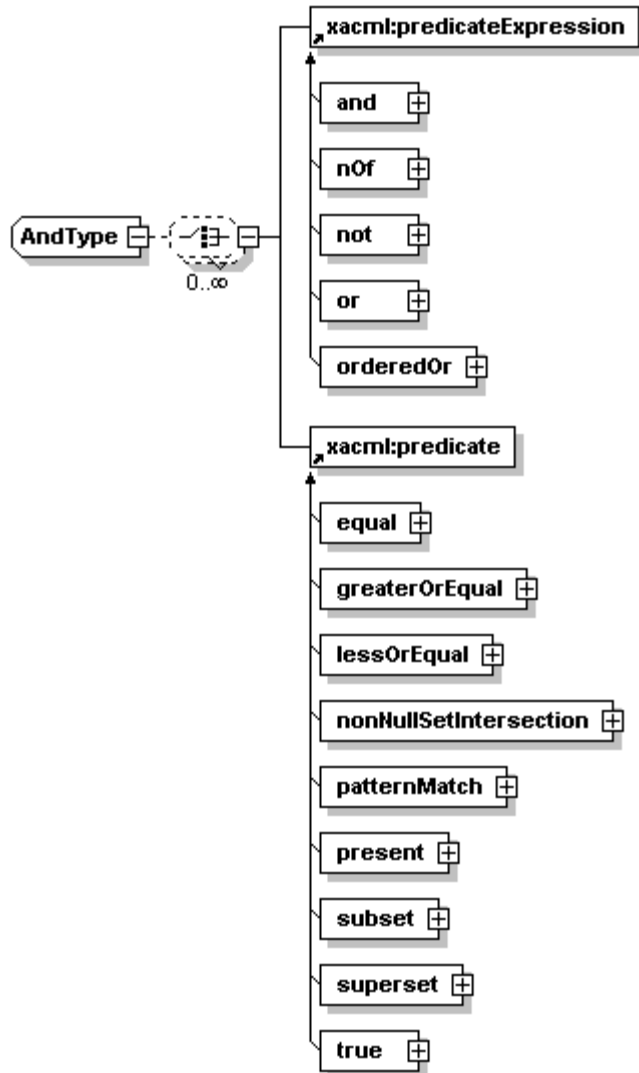 xacml:predicateExpression
and
nOf
not
AndType
0..∞
or
orderedOr
xacml:predicate
equal
greaterOrEqual
lessOrEqual
nonNullSetIntersection
patternMatch
present
subset
superset
true